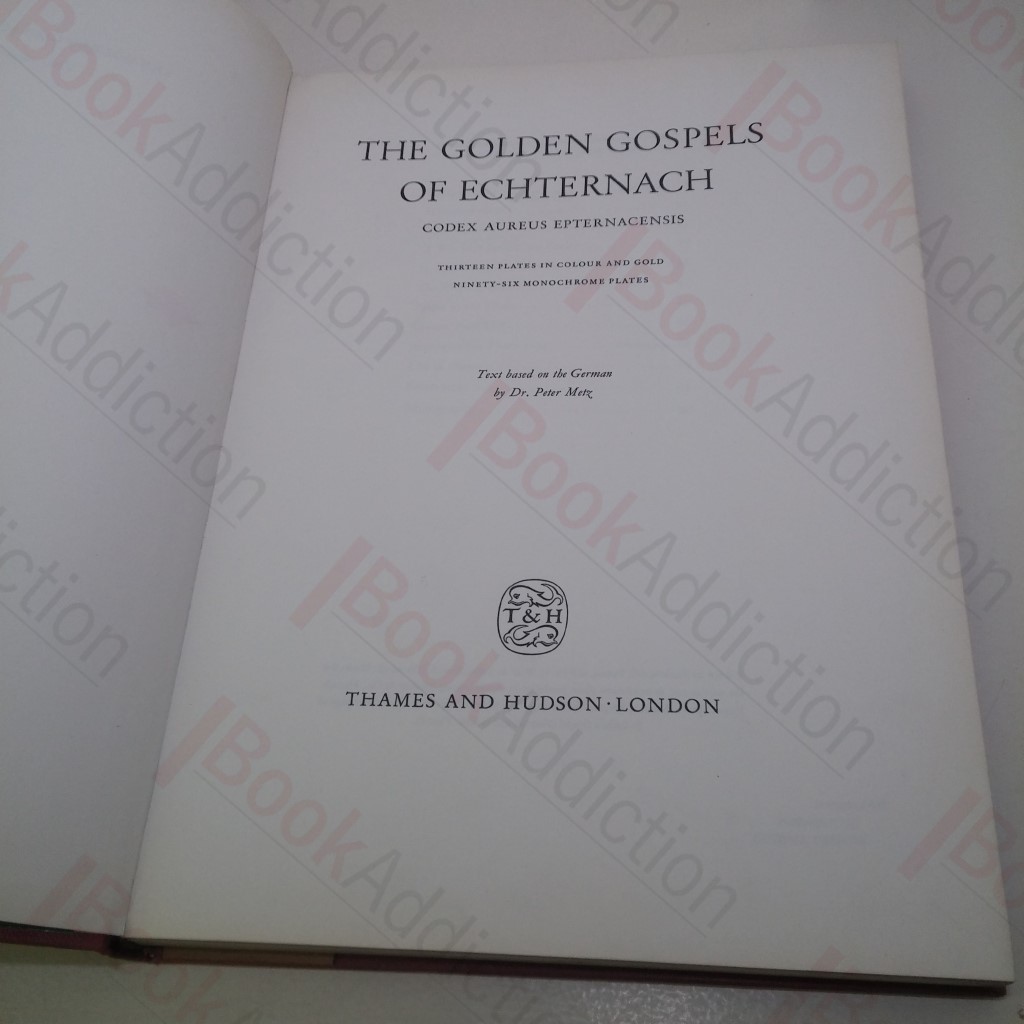 THE GOLDEN GOSPELS
OF ECHTERNACH
CODEX AUREUS EPTERNACENSIS
THIRTEEN PLATES IN COLOUR AND GOLD
NINETY-SIX MONOCHROME PLATES
Text based on the German
by Dr. Peter Metz
T & H
THAMES AND HUDSON · LONDON
BookAddiction